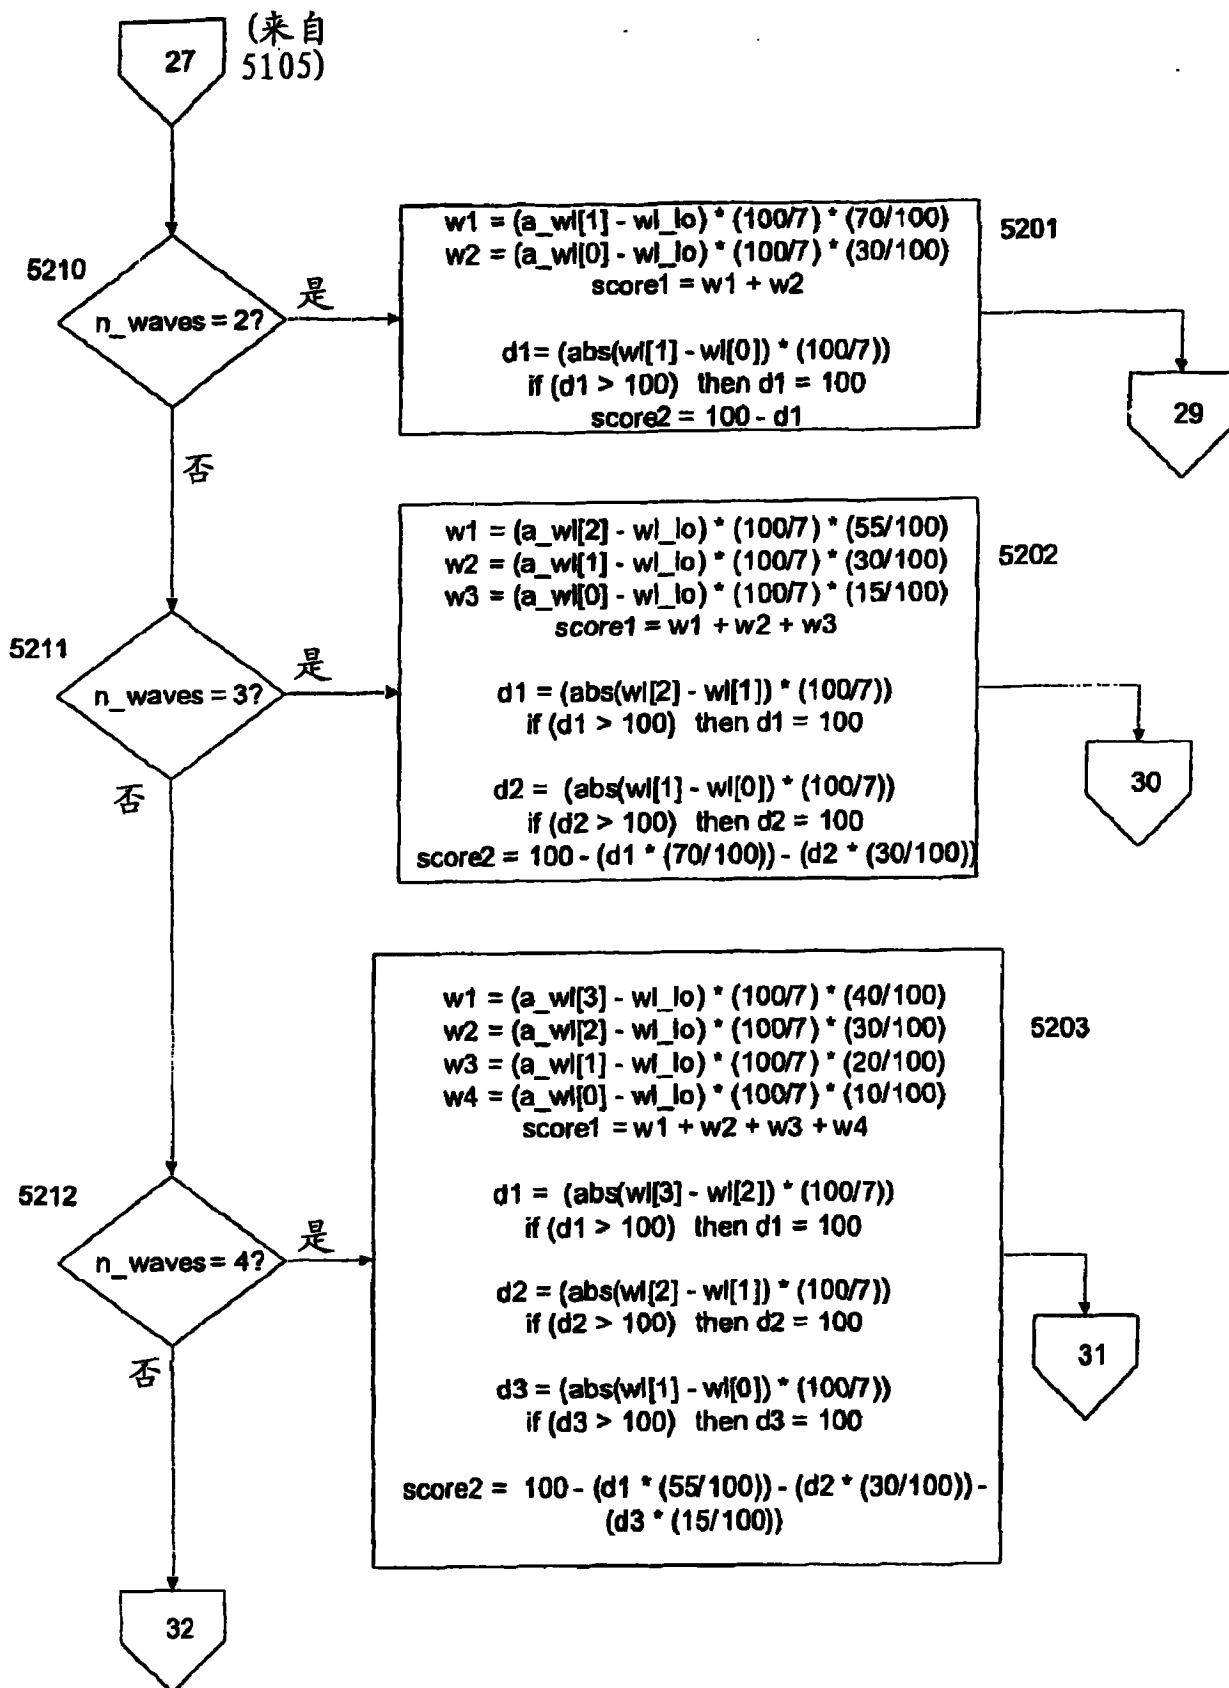 27
(来自
5105)
5210
n_waves = 2?
是
w1 = (a_wl[1] - wl_lo) * (100/7) * (70/100)
w2 = (a_wl[0] - wl_lo) * (100/7) * (30/100)
score1 = w1 + w2
d1= (abs(wl[1] - wl[0]) * (100/7))
if (d1 > 100) then d1 = 100
score2 = 100 - d1
5201
29
否
5211
n_waves = 3?
是
w1 = (a_wl[2] - wl_lo) * (100/7) * (55/100)
w2 = (a_wl[1] - wl_lo) * (100/7) * (30/100)
w3 = (a_wl[0] - wl_lo) * (100/7) * (15/100)
score1 = w1 + w2 + w3
d1 = (abs(wl[2] - wl[1]) * (100/7))
if (d1 > 100) then d1 = 100
d2 = (abs(wl[1] - wl[0]) * (100/7))
if (d2 > 100) then d2 = 100
score2 = 100 - (d1 * (70/100)) - (d2 * (30/100))
5202
30
否
5212
n_waves = 4?
是
w1 = (a_wl[3] - wl_lo) * (100/7) * (40/100)
w2 = (a_wl[2] - wl_lo) * (100/7) * (30/100)
w3 = (a_wl[1] - wl_lo) * (100/7) * (20/100)
w4 = (a_wl[0] - wl_lo) * (100/7) * (10/100)
score1 = w1 + w2 + w3 + w4
d1 = (abs(wl[3] - wl[2]) * (100/7))
if (d1 > 100) then d1 = 100
d2 = (abs(wl[2] - wl[1]) * (100/7))
if (d2 > 100) then d2 = 100
d3 = (abs(wl[1] - wl[0]) * (100/7))
if (d3 > 100) then d3 = 100
score2 = 100 - (d1 * (55/100)) - (d2 * (30/100)) -
(d3 * (15/100))
5203
31
否
32